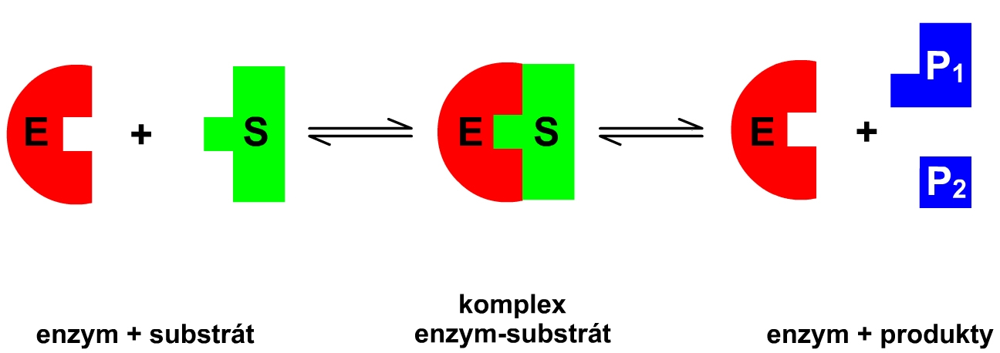 E + S E S E + P1
P2
enzym + substrát
komplex
enzym-substrát
enzym + produkty